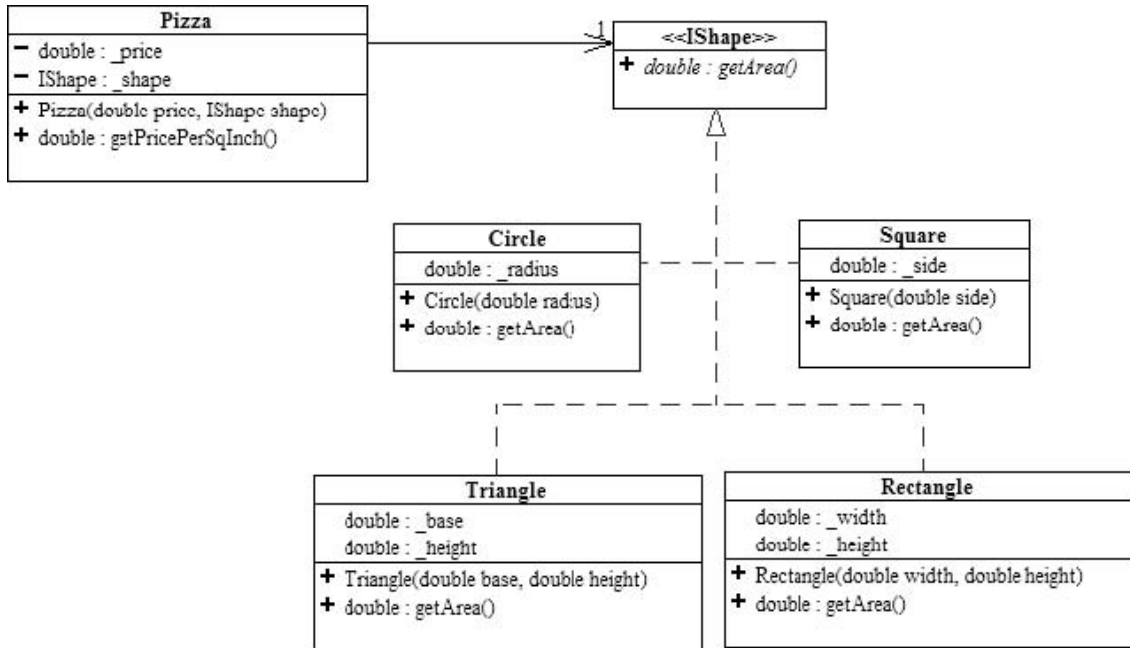 Pizza
− double : _price
− IShape : _shape
+ Pizza(double price, IShape shape)
+ double : getPricePerSqInch()
1
<<IShape>>
+ double : getArea()
Circle
double : _radius
+ Circle(double radius)
+ double : getArea()
Square
double : _side
+ Square(double side)
+ double : getArea()
Triangle
double : _base
double : _height
+ Triangle(double base, double height)
+ double : getArea()
Rectangle
double : _width
double : _height
+ Rectangle(double width, double height)
+ double : getArea()